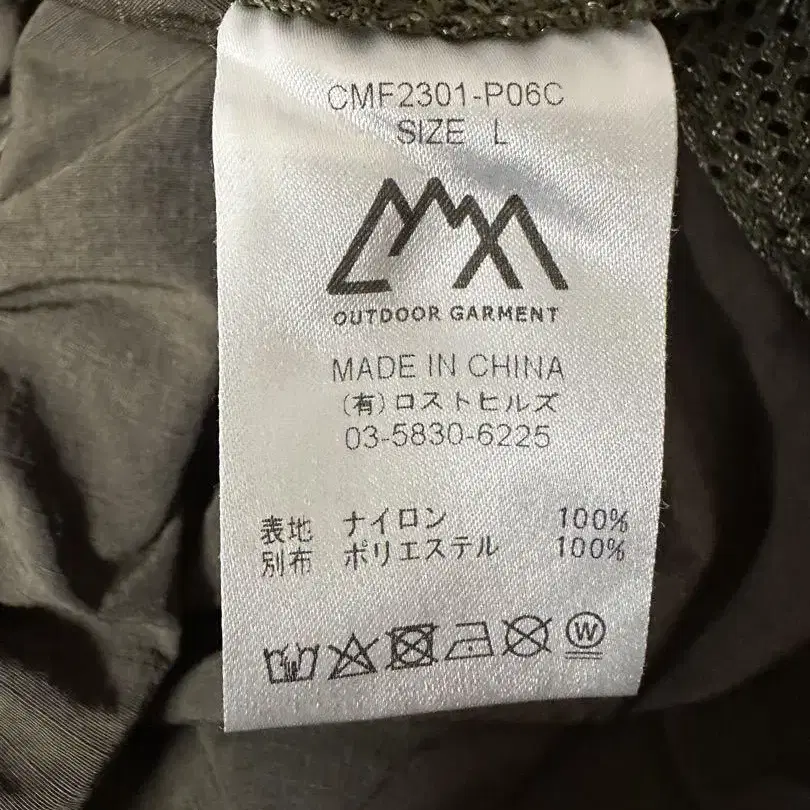 CMF2301-P06C
SIZE L
OUTDOOR GARMENT
MADE IN CHINA
(有)ロストヒルズ
03-5830-6225
表地 ナイロン 100%
別布 ポリエステル 100%
W